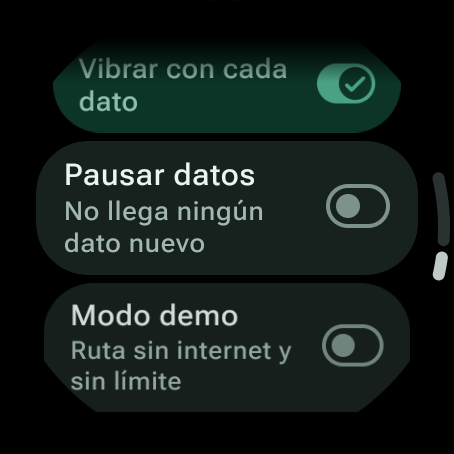 Vibrar con cada
dato
Pausar datos
No llega ningún
dato nuevo
Modo demo
Ruta sin internet y
sin límite